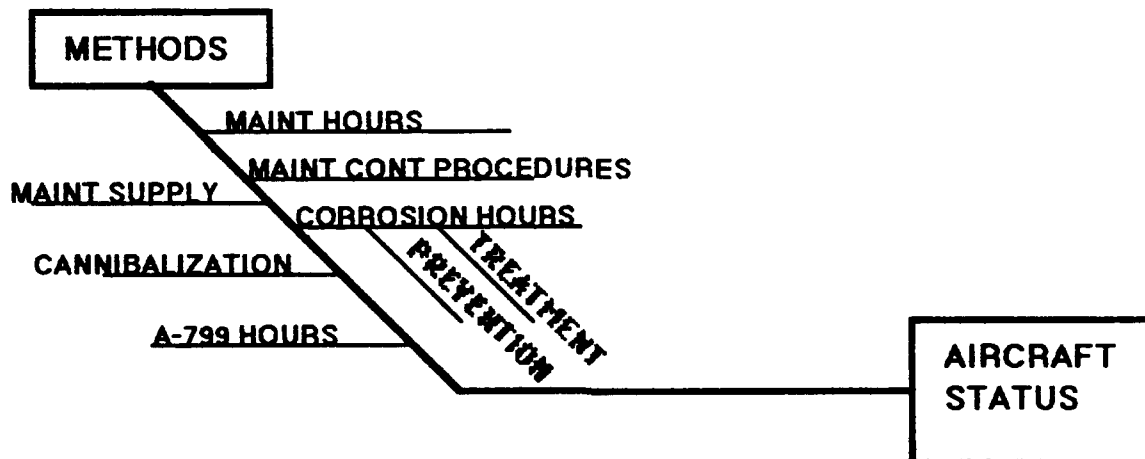 METHODS
MAINT HOURS
MAINT CONT PROCEDURES
MAINT SUPPLY
CORROSION HOURS
PREVENTION
TREATMENT
CANNIBALIZATION
A-799 HOURS
AIRCRAFT
STATUS